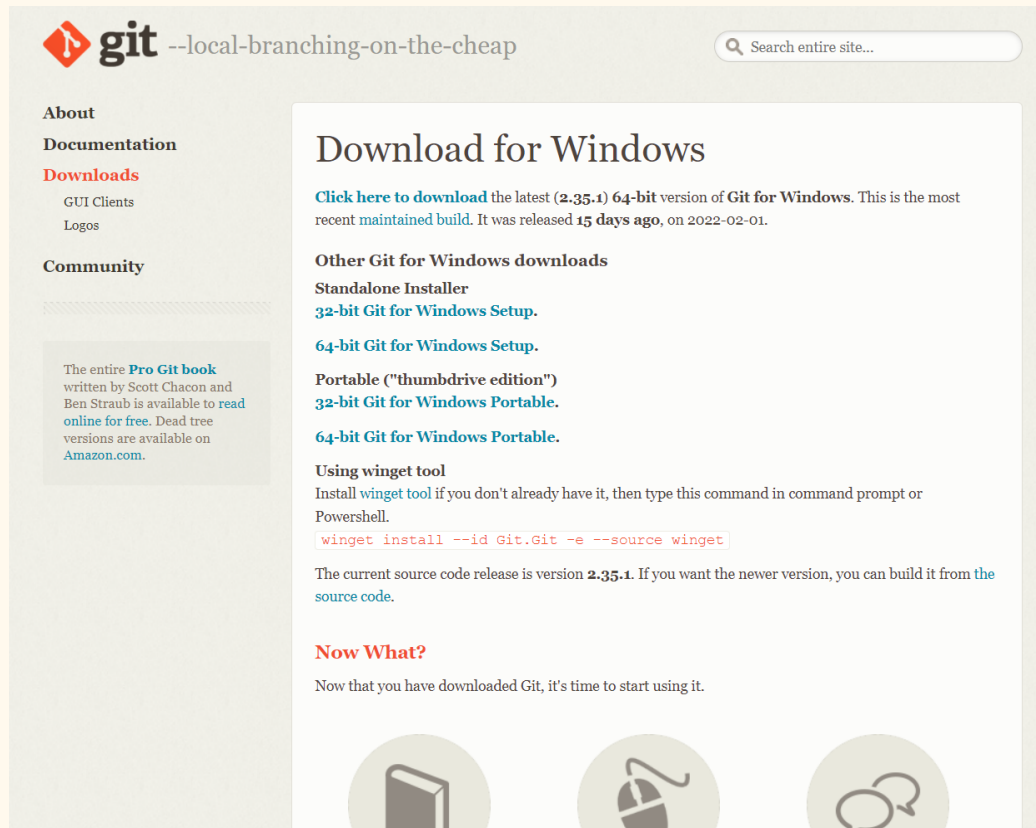 git --local-branching-on-the-cheap
Search entire site...
About
Documentation
Downloads
GUI Clients
Logos
Community
The entire Pro Git book
written by Scott Chacon and
Ben Straub is available to read
online for free. Dead tree
versions are available on
Amazon.com.
Download for Windows
Click here to download the latest (2.35.1) 64-bit version of Git for Windows. This is the most
recent maintained build. It was released 15 days ago, on 2022-02-01.
Other Git for Windows downloads
Standalone Installer
32-bit Git for Windows Setup.
64-bit Git for Windows Setup.
Portable ("thumbdrive edition")
32-bit Git for Windows Portable.
64-bit Git for Windows Portable.
Using winget tool
Install winget tool if you don't already have it, then type this command in command prompt or
Powershell.
winget install --id Git.Git -e --source winget
The current source code release is version 2.35.1. If you want the newer version, you can build it from the
source code.
Now What?
Now that you have downloaded Git, it's time to start using it.